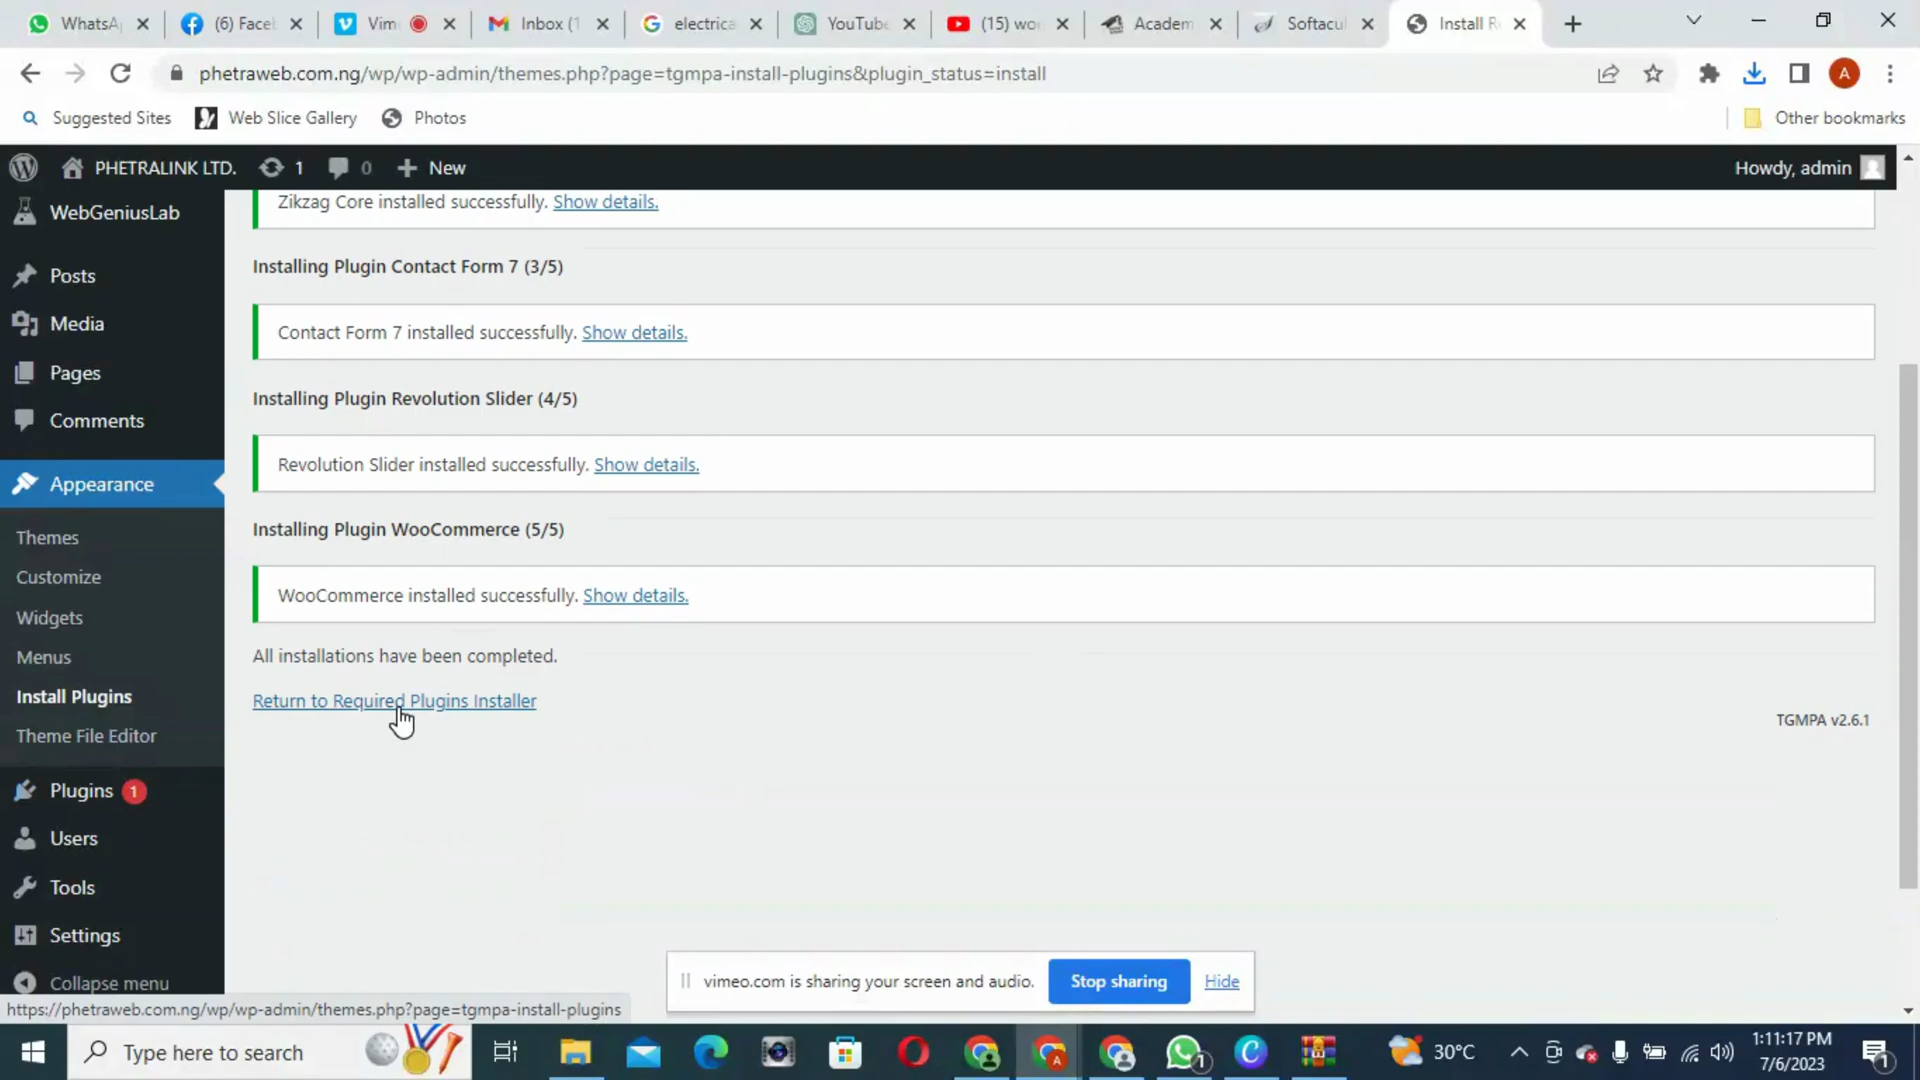 WhatsA
(6) Faceb
Vim
Inbox (1
electrica
YouTube
(15) wo
Academ
Softacul
Install R
phetraweb.com.ng/wp/wp-admin/themes.php?page=tgmpa-install-plugins&plugin_status=install
A
Suggested Sites
Web Slice Gallery
Photos
Other bookmarks
PHETRALINK LTD.
1
0
New
Howdy, admin
WebGeniusLab
Posts
Media
Pages
Comments
Appearance
Themes
Customize
Widgets
Menus
Install Plugins
Theme File Editor
Plugins 1
Users
Tools
Settings
Collapse menu
Zikzag Core installed successfully. Show details.
Installing Plugin Contact Form 7 (3/5)
Contact Form 7 installed successfully. Show details.
Installing Plugin Revolution Slider (4/5)
Revolution Slider installed successfully. Show details.
Installing Plugin WooCommerce (5/5)
WooCommerce installed successfully. Show details.
All installations have been completed.
Return to Required Plugins Installer
TGMPA v2.6.1
vimeo.com is sharing your screen and audio.
Stop sharing
Hide
https://phetraweb.com.ng/wp/wp-admin/themes.php?page=tgmpa-install-plugins
Type here to search
A
1
30°C
1:11:17 PM
7/6/2023
1